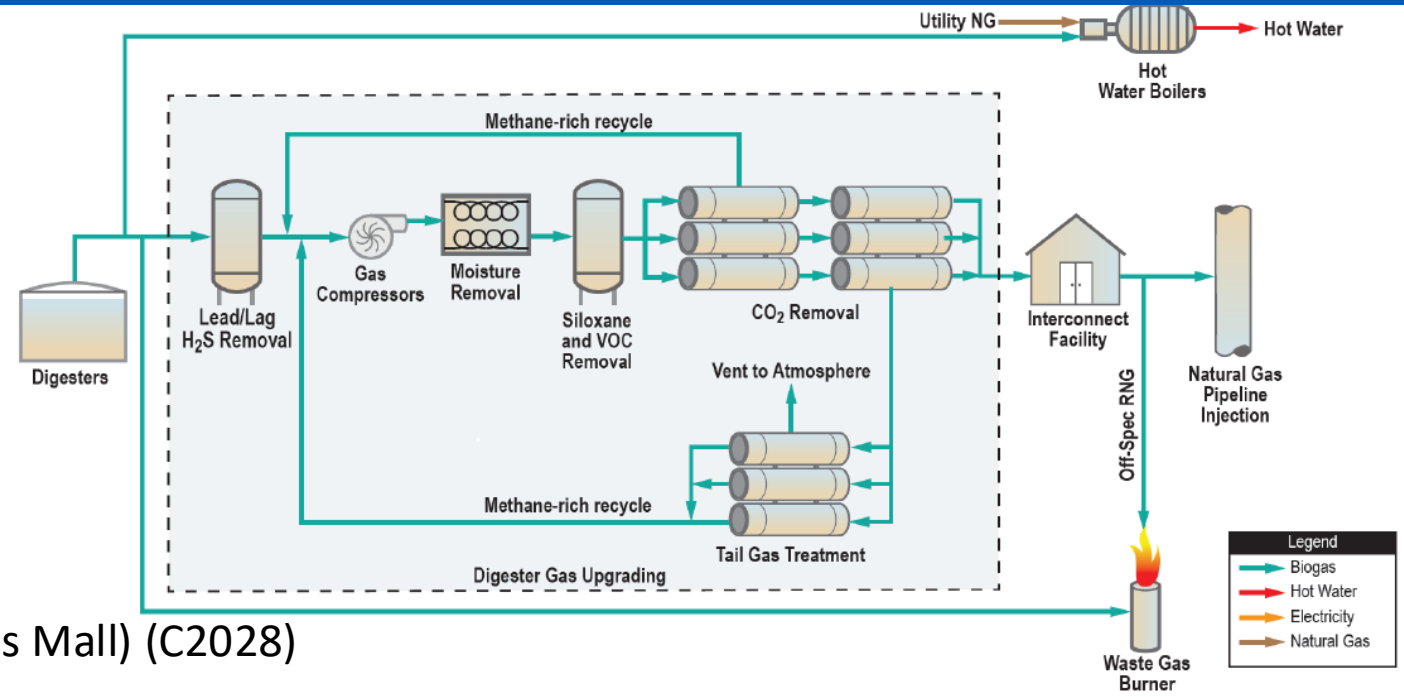 Utility NG
Hot Water
Hot
Water Boilers
Methane-rich recycle
Gas
Compressors
Moisture
Removal
Lead/Lag
H₂S Removal
Siloxane
and VOC
Removal
CO₂ Removal
Interconnect
Facility
Digesters
Vent to Atmosphere
Natural Gas
Pipeline
Injection
Off-Spec RNG
Methane-rich recycle
Tail Gas Treatment
Digester Gas Upgrading
Legend
Biogas
Hot Water
Electricity
Natural Gas
s Mall) (C2028)
Waste Gas
Burner